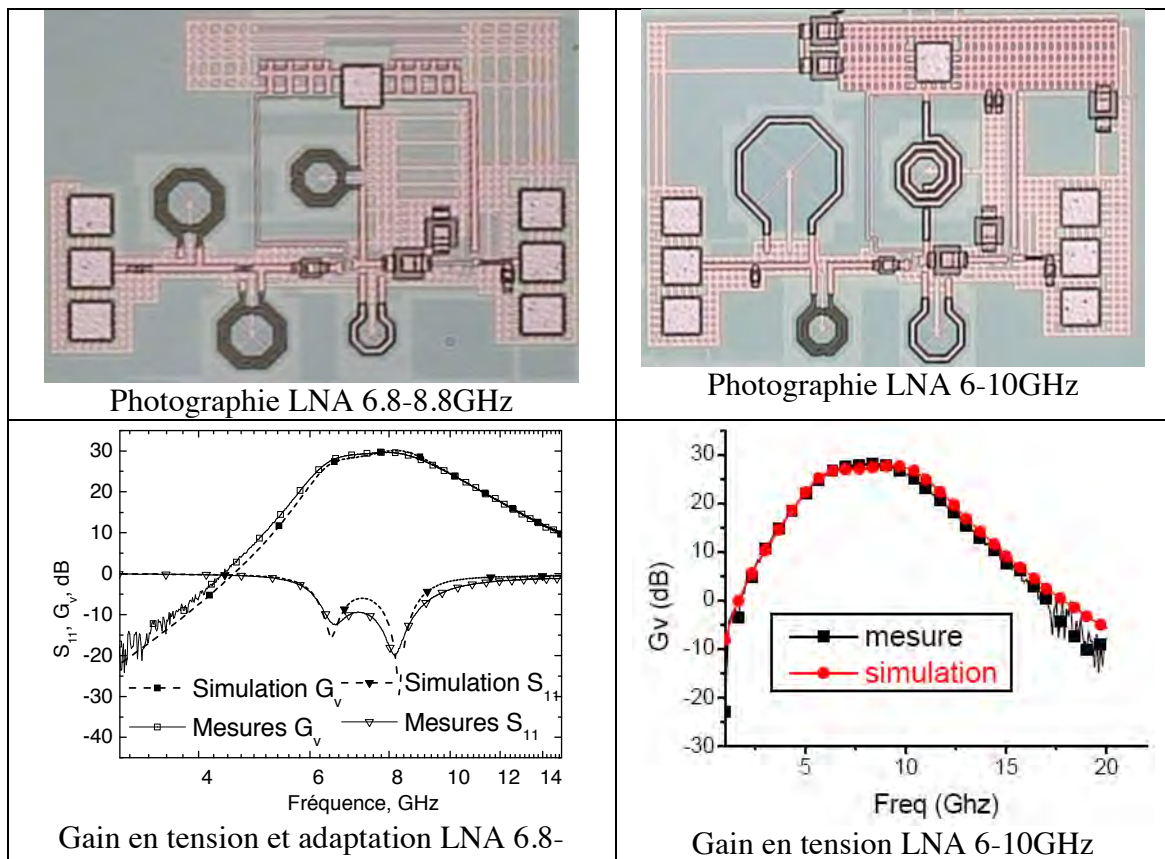 Photographie LNA 6.8-8.8GHz
Photographie LNA 6-10GHz
30
20
10
0
-10
-20
-30
-40
S11, Gv, dB
Simulation Gv
Simulation S11
Mesures Gv
Mesures S11
4
6
8
10
12
14
Fréquence, GHz
Gain en tension et adaptation LNA 6.8-
30
20
10
0
-10
-20
-30
Gv (dB)
mesure
simulation
5
10
15
20
Freq (Ghz)
Gain en tension LNA 6-10GHz